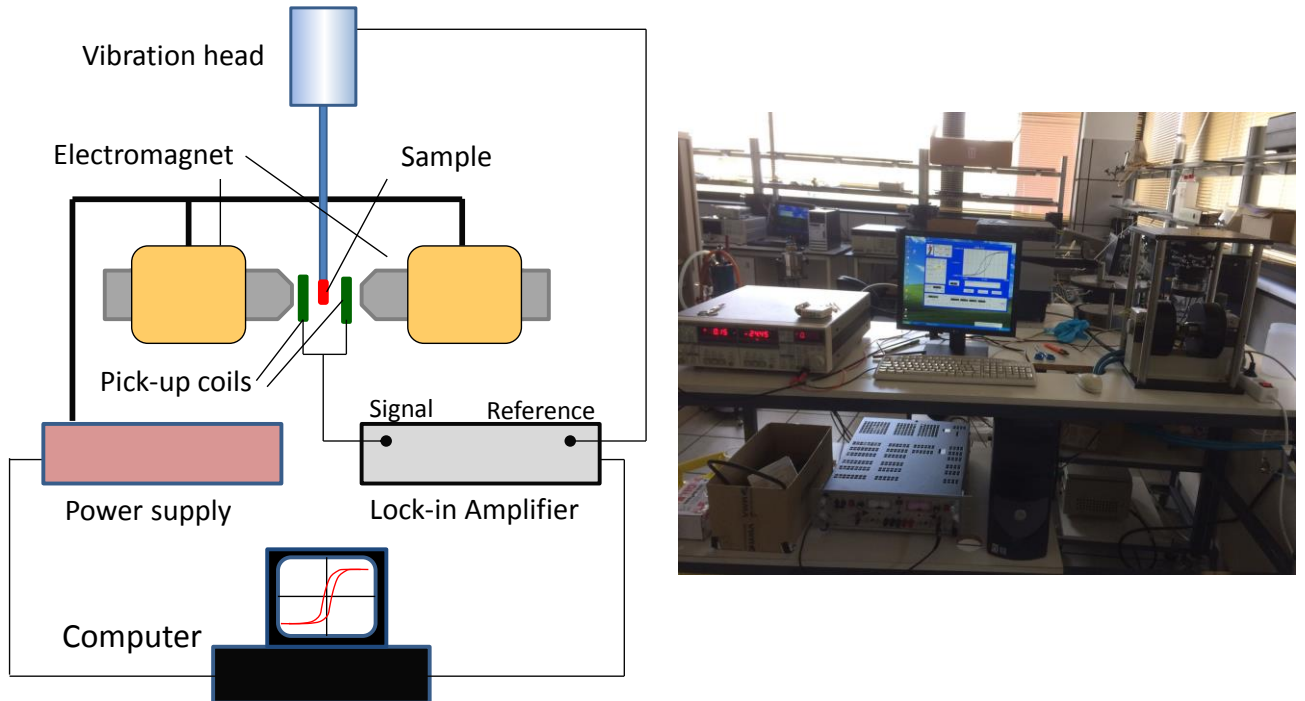 Vibration head
Electromagnet
Sample
Pick-up coils
Signal
Reference
Power supply
Lock-in Amplifier
Computer